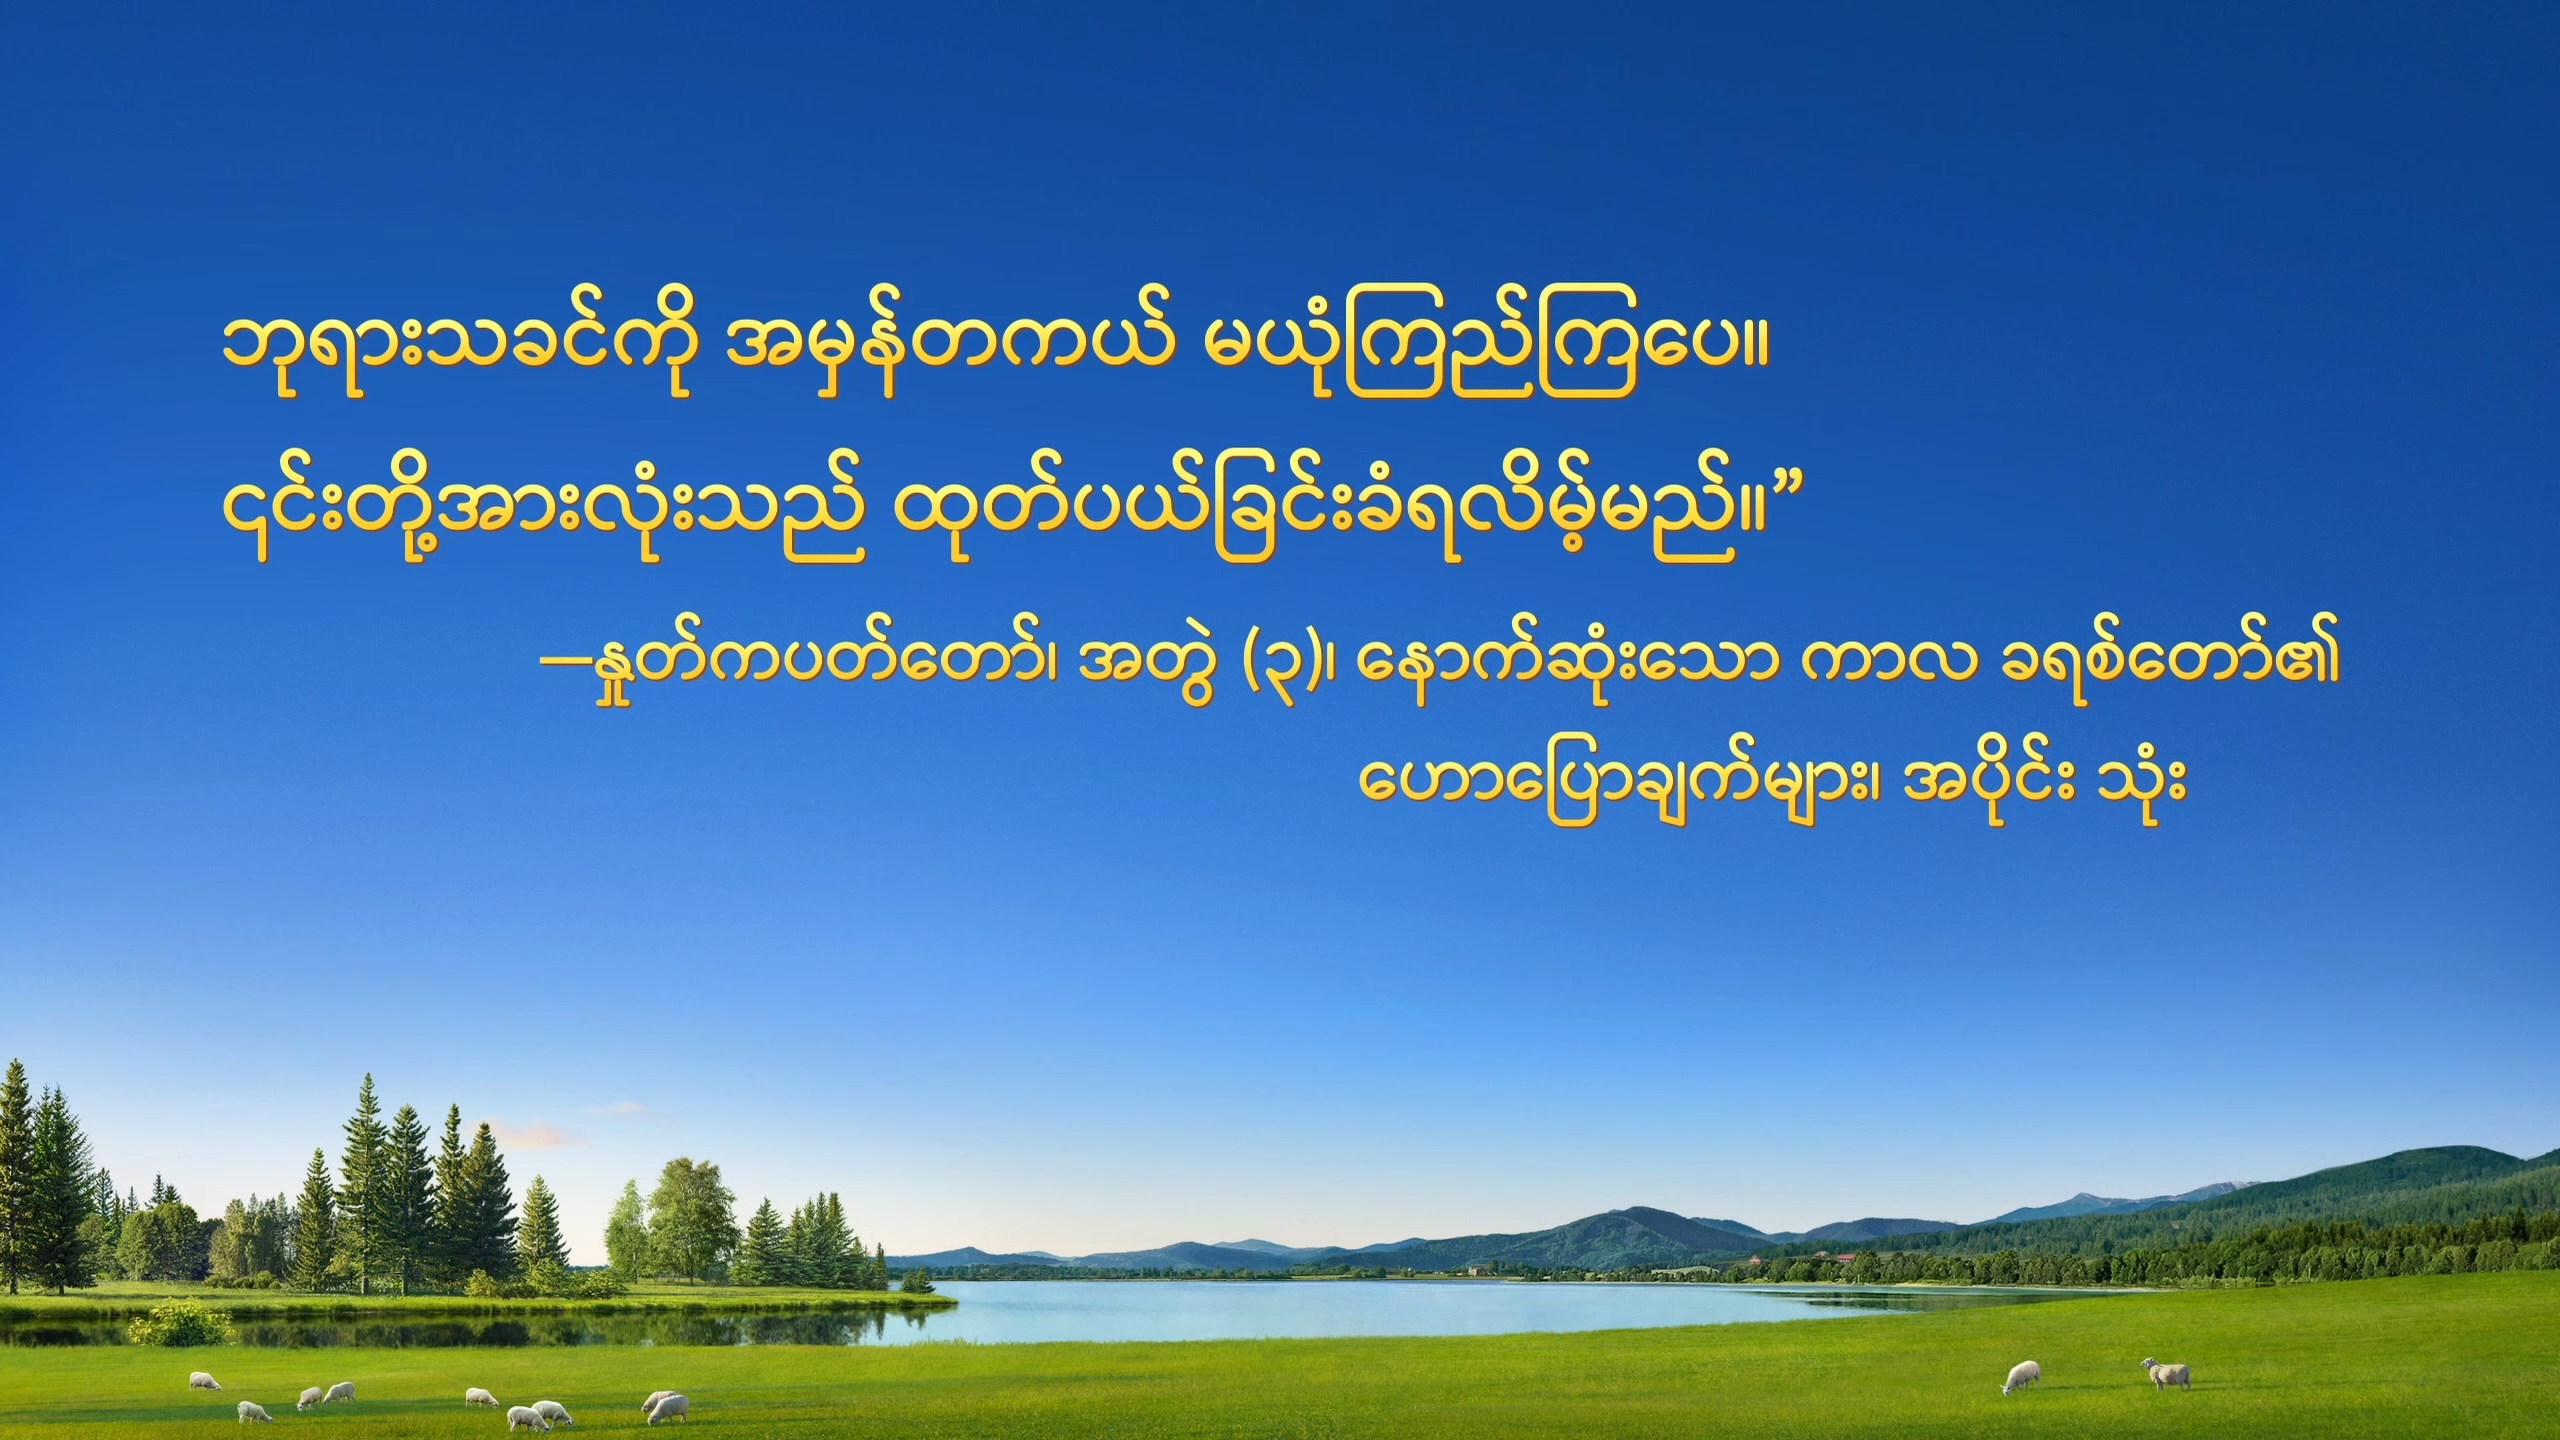 ဘုရားသခင်ကို အမှန်တကယ် မယုံကြည်ကြပေ။
၎င်းတို့အားလုံးသည် ထုတ်ပယ်ခြင်းခံရလိမ့်မည်။”
—နှုတ်ကပတ်တော်၊ အတွဲ (၃)၊ နောက်ဆုံးသော ကာလ ခရစ်တော်၏
ဟောပြောချက်များ၊ အပိုင်း သုံး